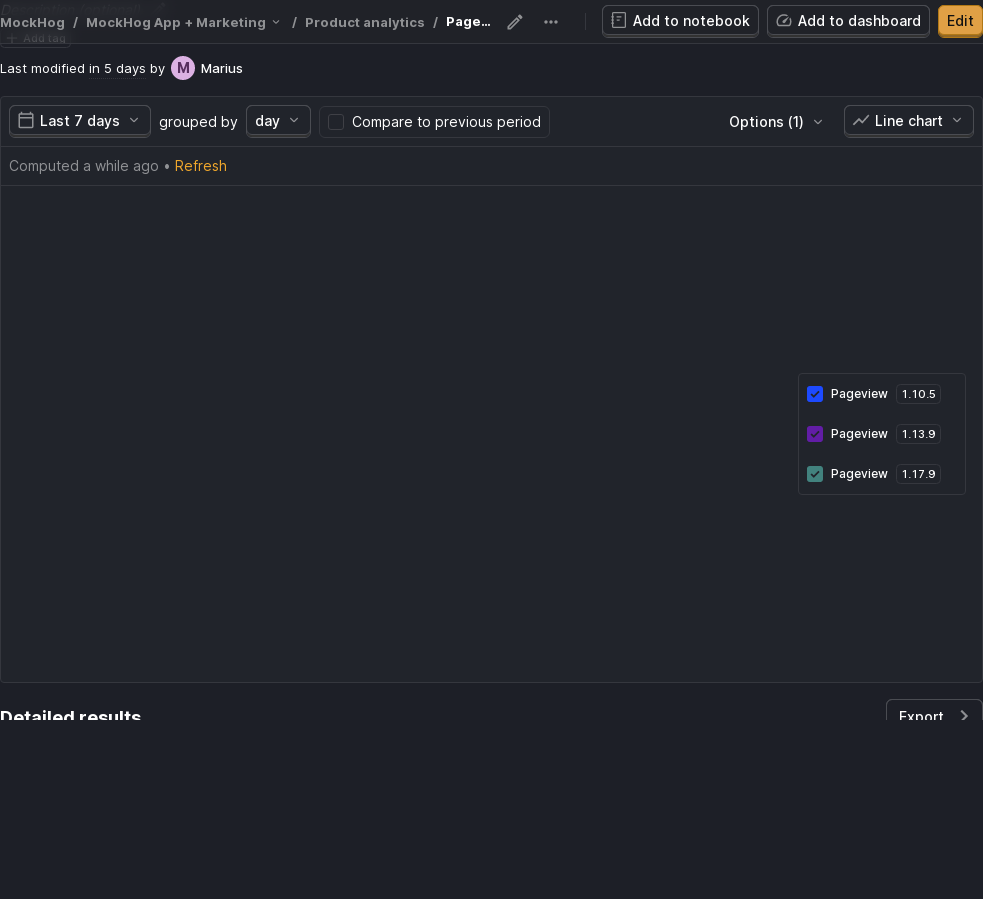 MockHog / MockHog App + Marketing / Product analytics / Page...
Add to notebook
Add to dashboard
Edit
Add tag
Last modified in 5 days by M Marius
Last 7 days grouped by day Compare to previous period Options (1) Line chart
Computed a while ago • Refresh
Pageview 1.10.5
Pageview 1.13.9
Pageview 1.17.9
Detailed results
Export